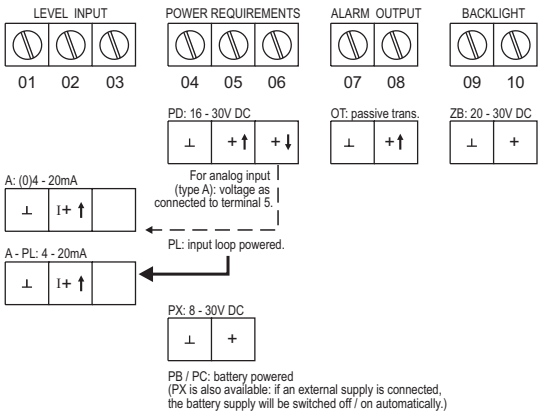 LEVEL INPUT
POWER REQUIREMENTS
ALARM OUTPUT
BACKLIGHT
01 02 03
04 05 06
07 08
09 10
PD: 16 - 30V DC
OT: passive trans.
ZB: 20 - 30V DC
⊥ +↑ +↓
⊥ +↑
⊥ +
For analog input
(type A): voltage as
connected to terminal 5.
A: (0)4 - 20mA
⊥ I+ ↑
PL: input loop powered.
A - PL: 4 - 20mA
⊥ I+ ↑
PX: 8 - 30V DC
⊥ +
PB / PC: battery powered
(PX is also available: if an external supply is connected,
the battery supply will be switched off / on automatically.)